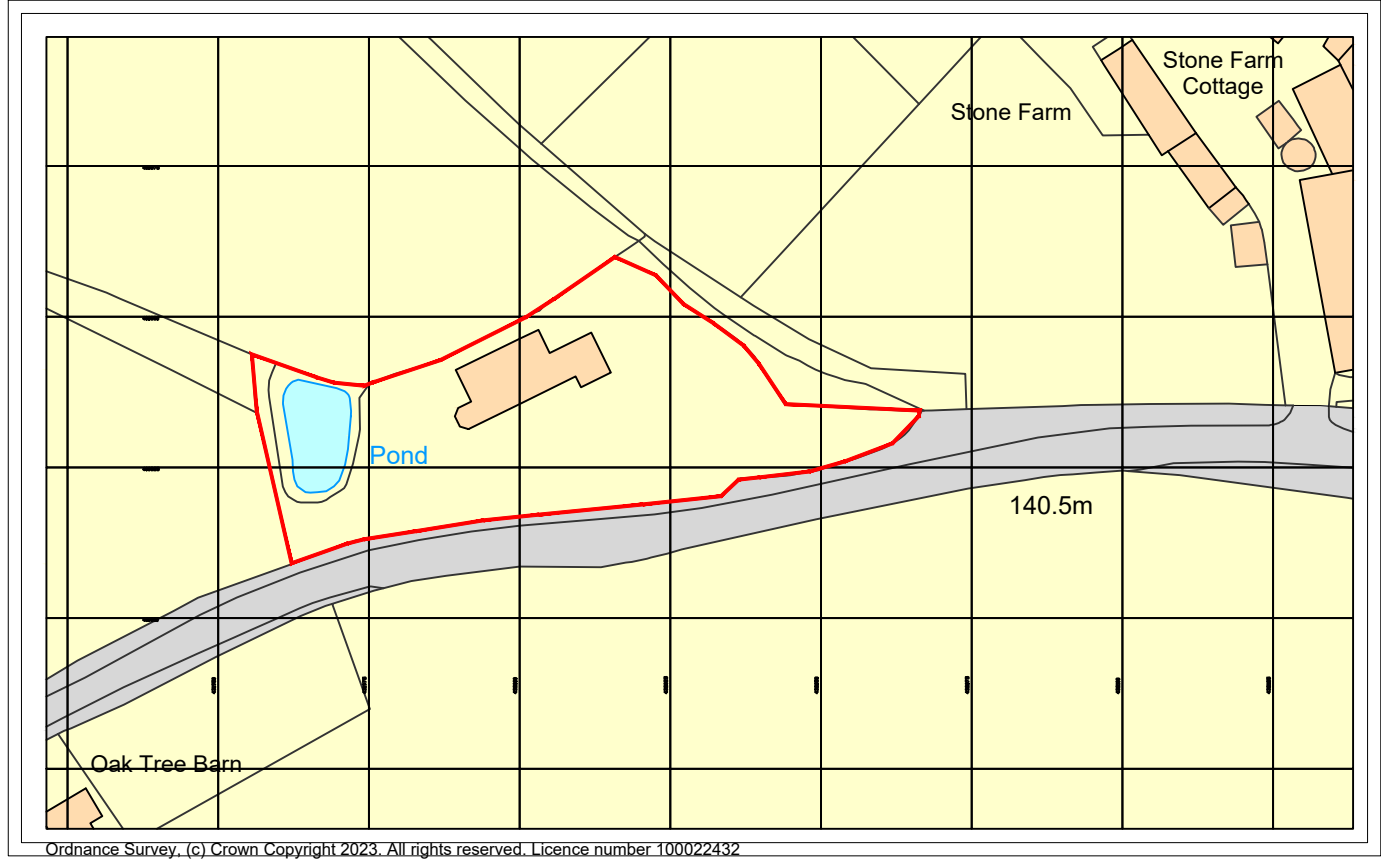 Stone Farm
Cottage
Stone Farm
Pond
140.5m
Oak Tree Barn
Ordnance Survey, (c) Crown Copyright 2023. All rights reserved. Licence number 100022432